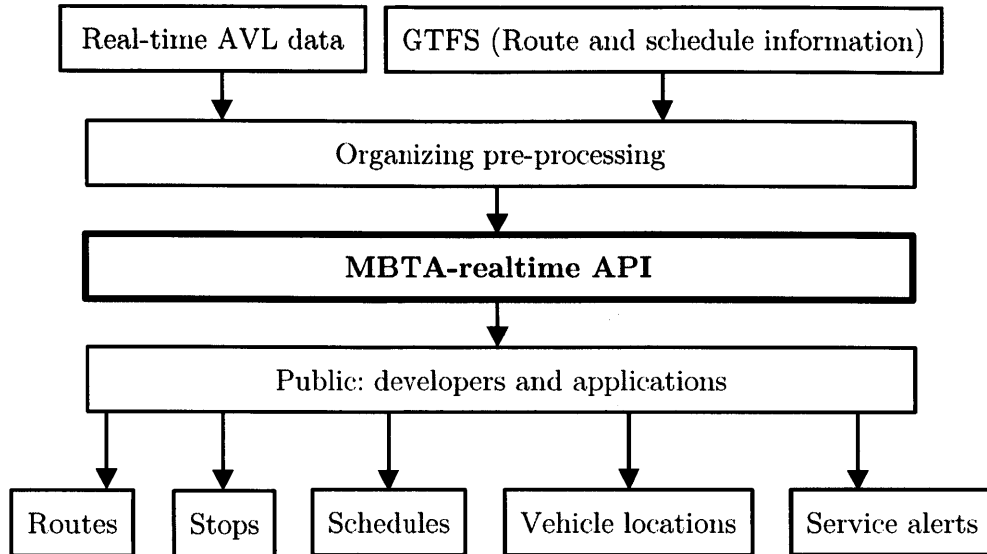 Real-time AVL data
GTFS (Route and schedule information)
Organizing pre-processing
MBTA-realtime API
Public: developers and applications
Routes
Stops
Schedules
Vehicle locations
Service alerts